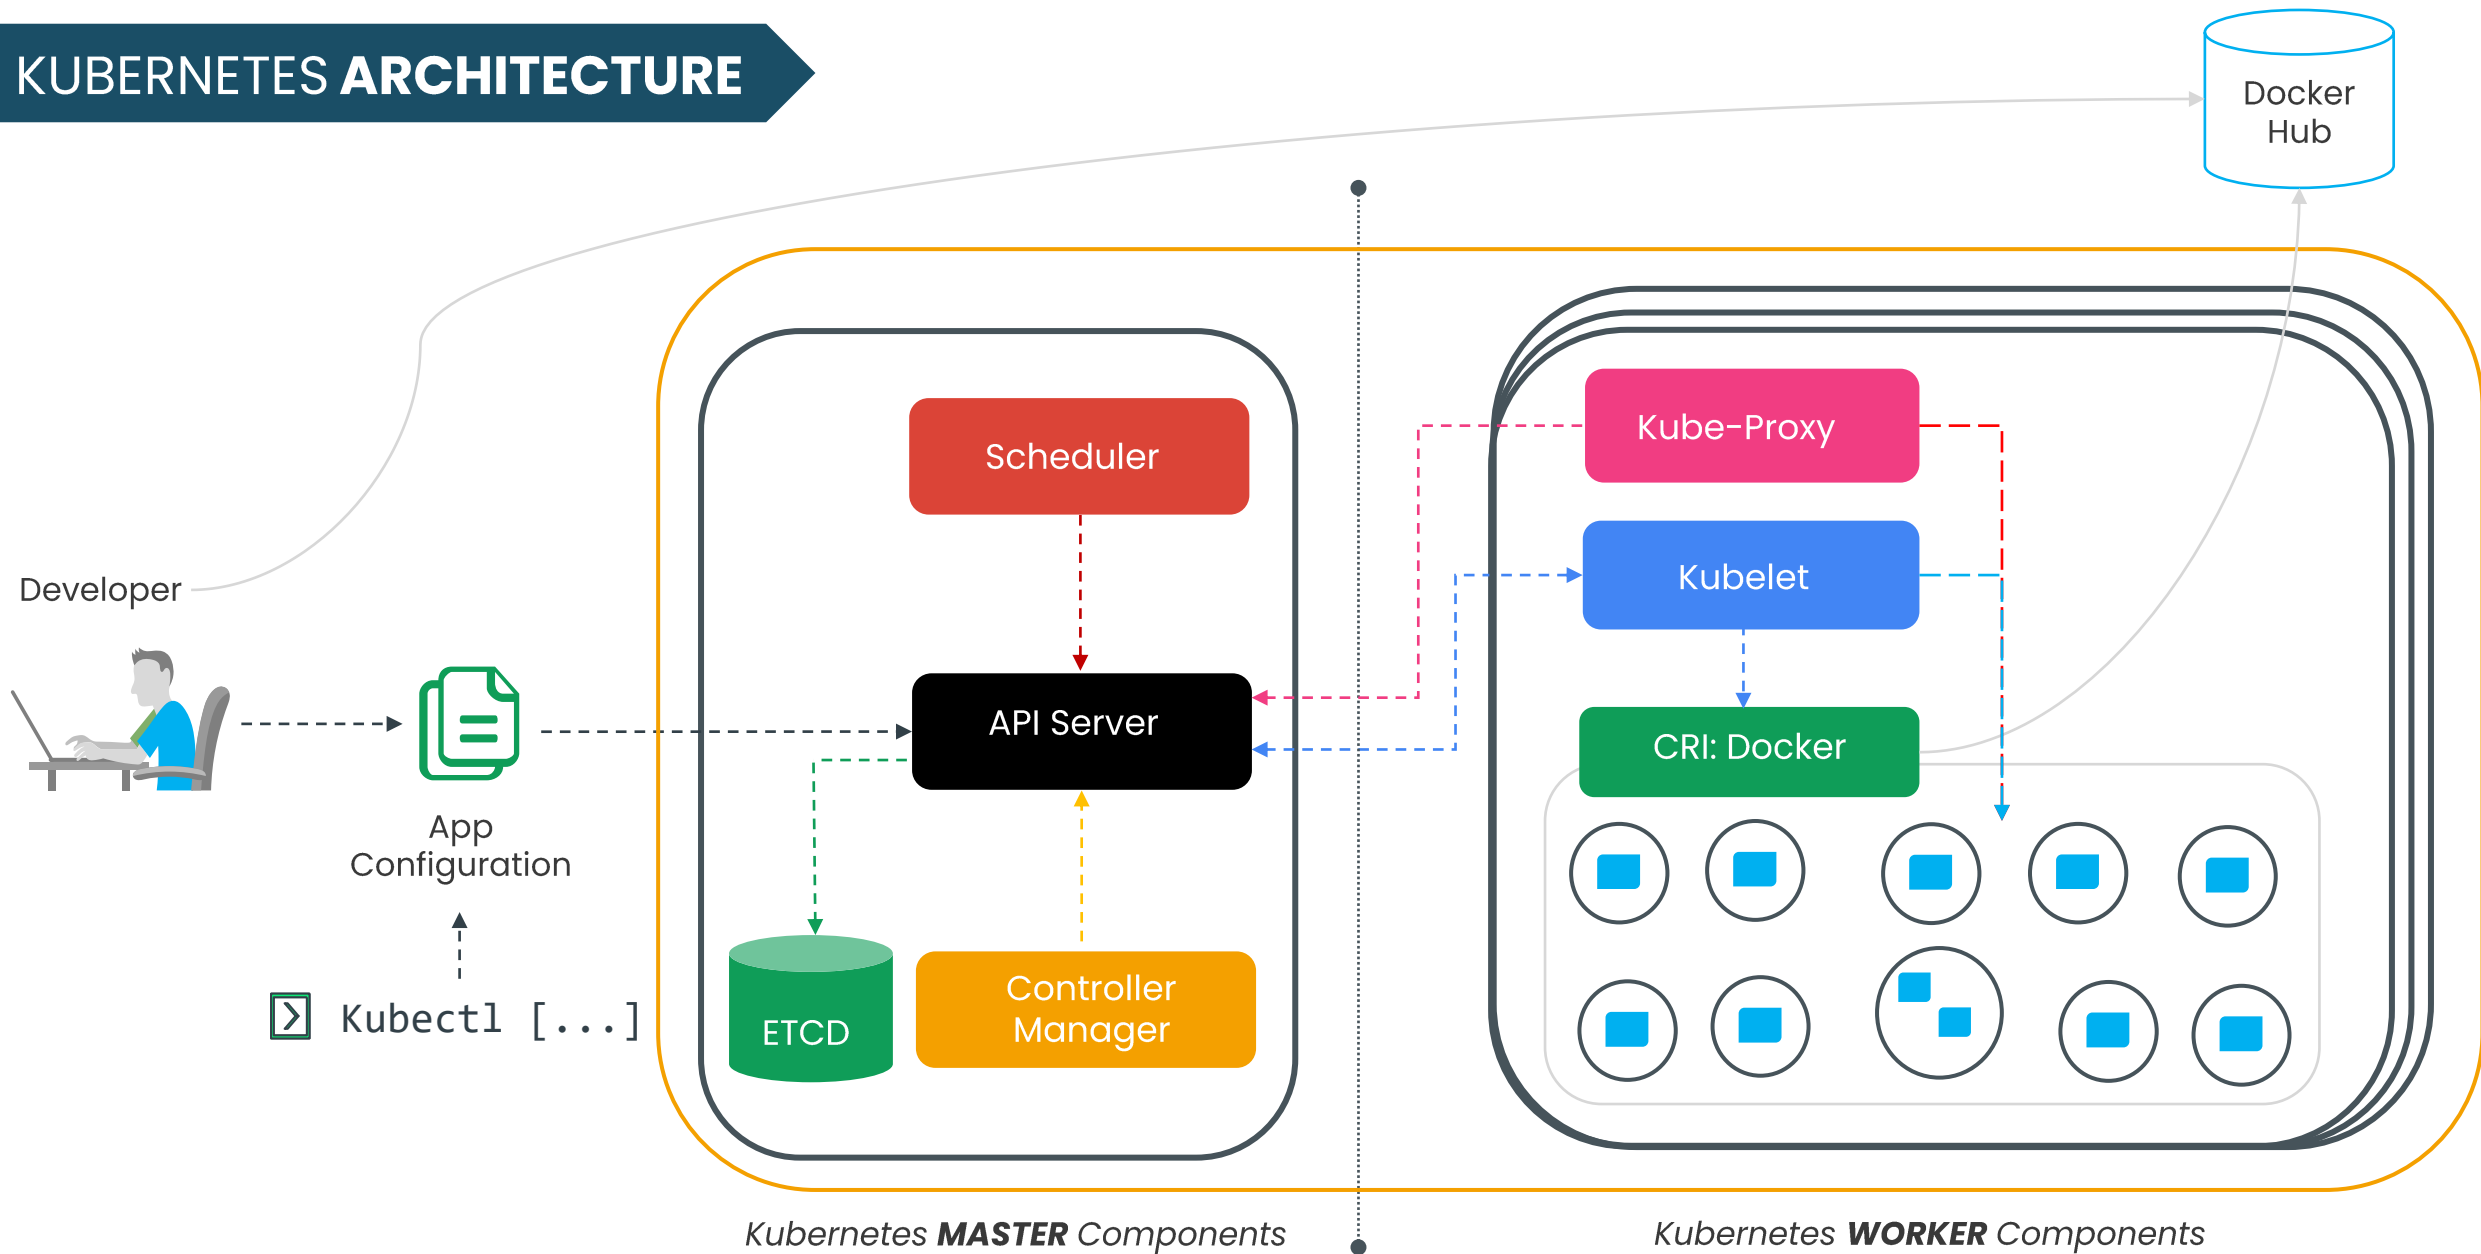 KUBERNETES ARCHITECTURE
Docker
Hub
Developer
App
Configuration
Kubectl [...]
Scheduler
API Server
ETCD
Controller
Manager
Kube-Proxy
Kubelet
CRI: Docker
Kubernetes MASTER Components
Kubernetes WORKER Components